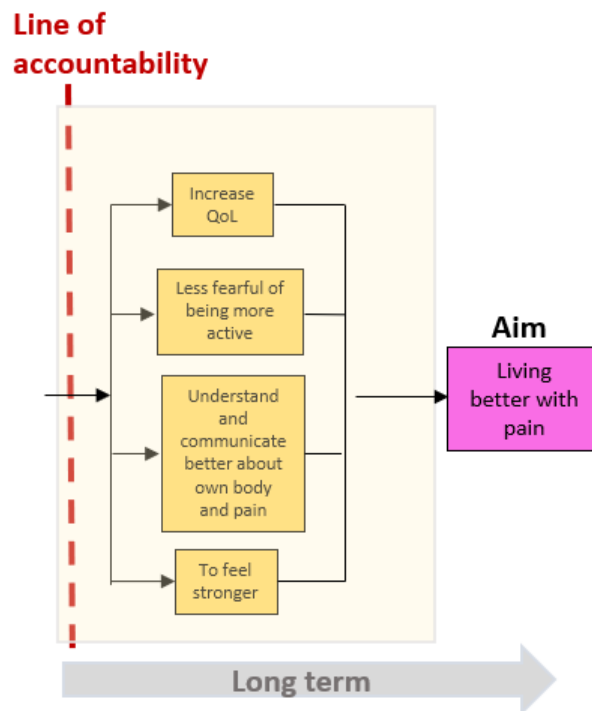 Line of
accountability
Increase
QoL
Less fearful of
being more
active
Understand
and
communicate
better about
own body
and pain
To feel
stronger
Aim
Living
better with
pain
Long term